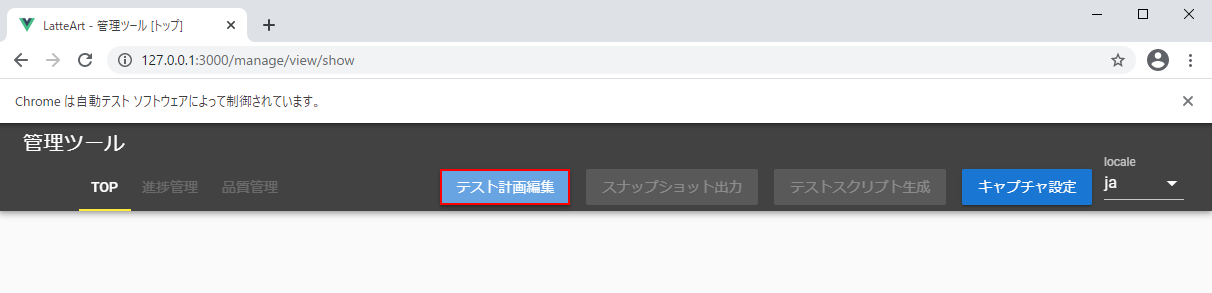 LatteArt - 管理ツール [トップ]
127.0.0.1:3000/manage/view/show
Chrome は自動テスト ソフトウェアによって制御されています。
管理ツール
TOP 進捗管理 品質管理 テスト計画編集 スナップショット出力 テストスクリプト生成 キャプチャ設定 locale
ja